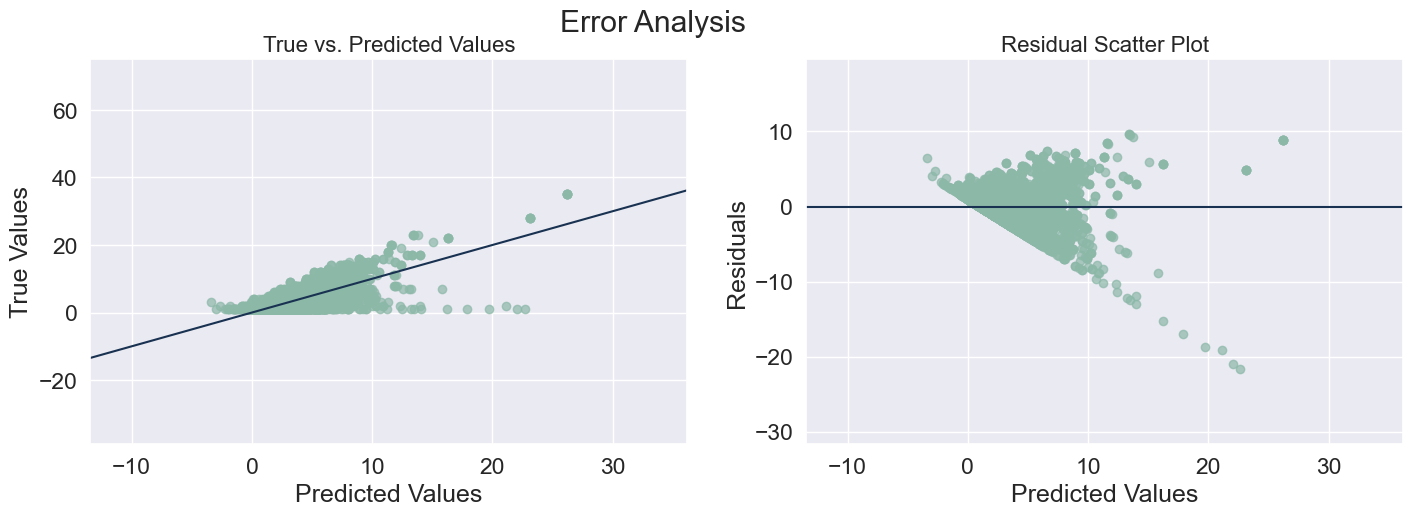 Error Analysis
True vs. Predicted Values
60
40
20
0
−20
True Values
−10
0
10
20
30
Predicted Values
Residual Scatter Plot
10
0
−10
−20
−30
Residuals
−10
0
10
20
30
Predicted Values